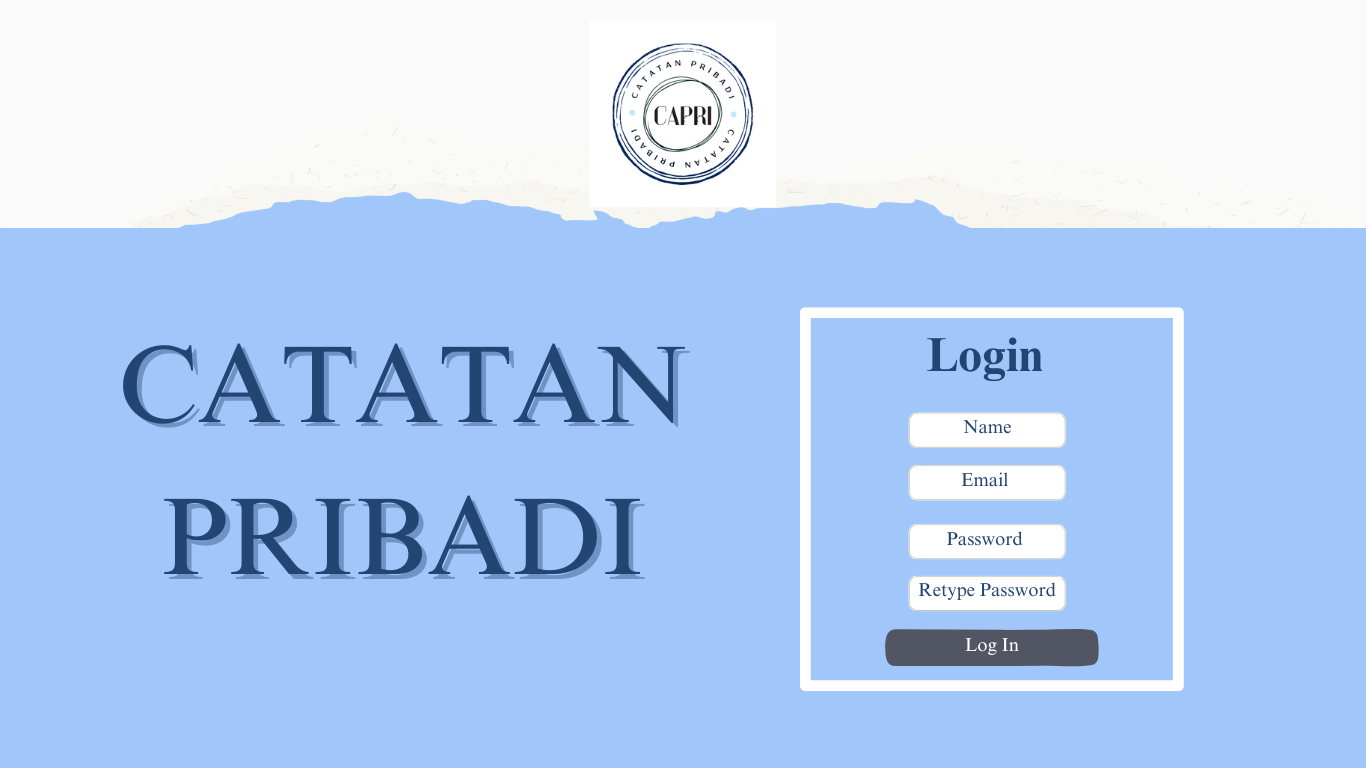 CATATAN PRIBADI
CAPRI
CATATAN PRIBADI
CATATAN
PRIBADI
Login
Name
Email
Password
Retype Password
Log In